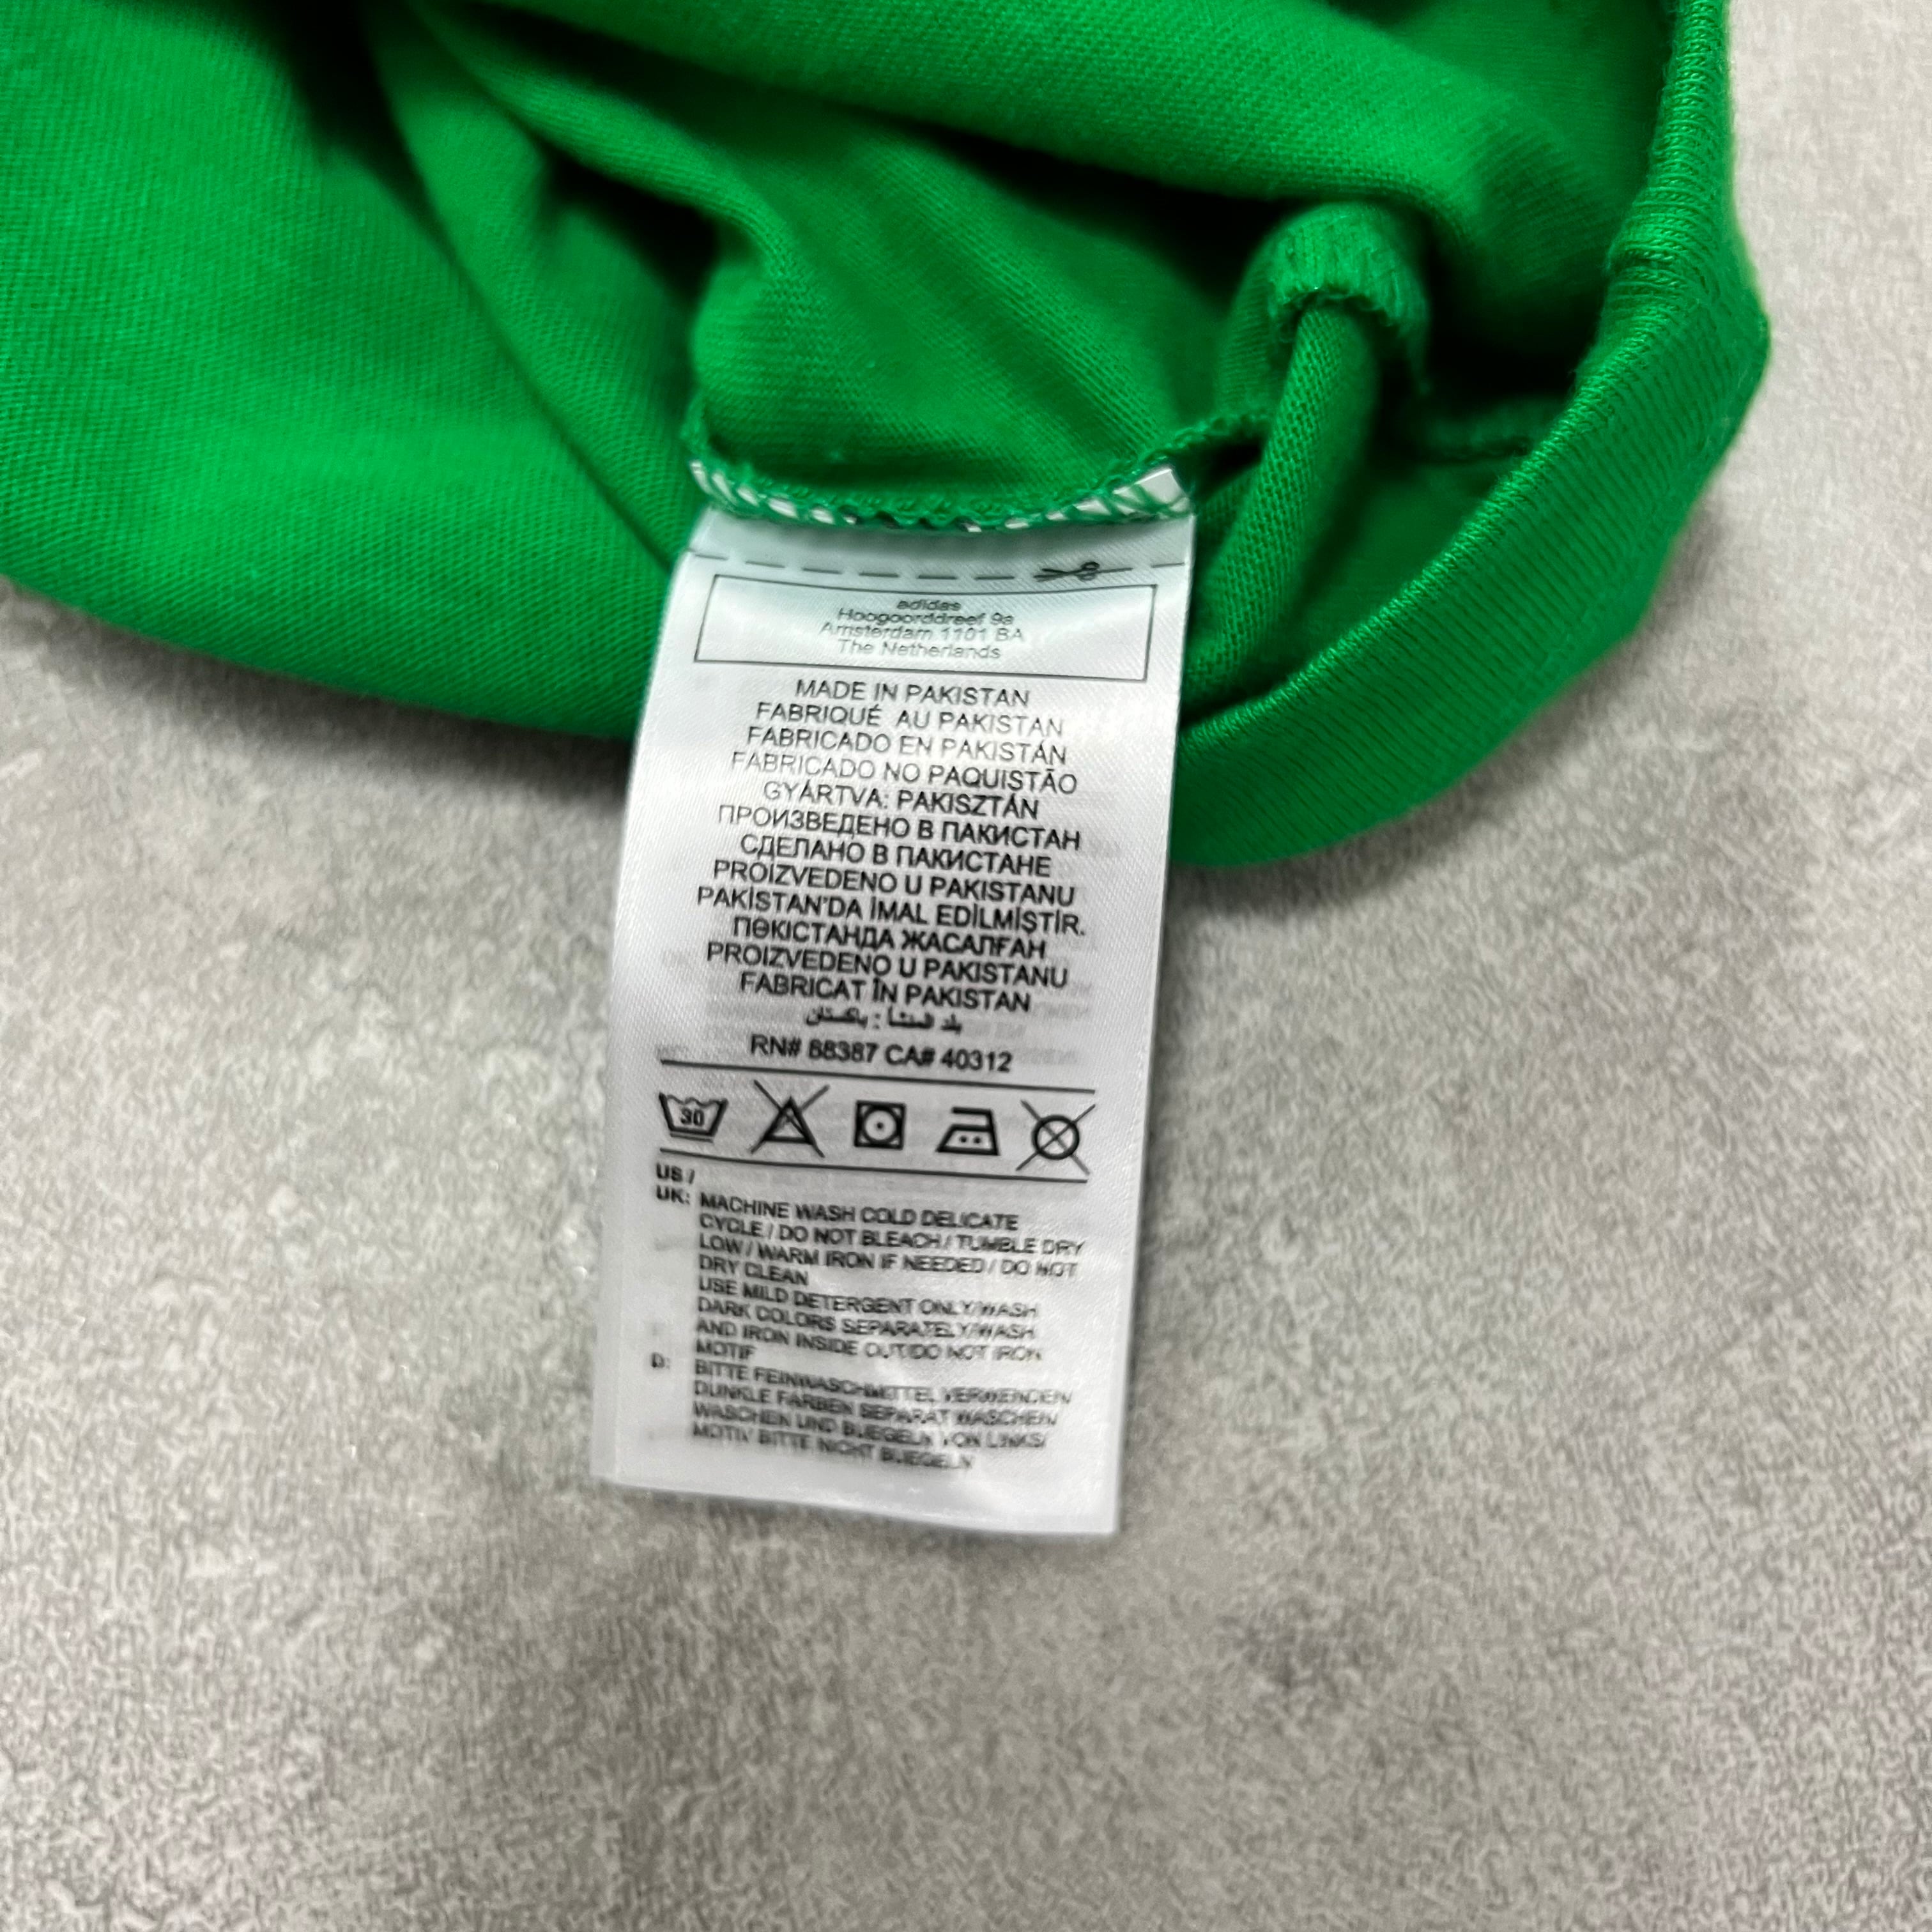 adidas
Hoogoorddreef 9a
Amsterdam 1101 BA
The Netherlands
MADE IN PAKISTAN
FABRIQUÉ AU PAKISTAN
FABRICADO EN PAKISTÁN
FABRICADO NO PAQUISTÃO
GYÁRTVA: PAKISZTÁN
ПРОИЗВЕДЕНО В ПАКИСТАН
СДЕЛАНО В ПАКИСТАНЕ
PROIZVEDENO U PAKISTANU
PAKİSTAN'DA İMAL EDİLMİŞTİR.
ПӨКІСТАНДА ЖАСАЛҒАН
PROIZVEDENO U PAKISTANU
FABRICAT ÎN PAKISTAN
بلد المنشأ : باكستان
RN# 88387 CA# 40312
30
US /
UK: MACHINE WASH COLD DELICATE
CYCLE / DO NOT BLEACH / TUMBLE DRY
LOW / WARM IRON IF NEEDED / DO NOT
DRY CLEAN
USE MILD DETERGENT ONLY/WASH
DARK COLORS SEPARATELY/WASH
AND IRON INSIDE OUT/DO NOT IRON
MOTIF
D: BITTE FEINWASCHMITTEL VERWENDEN/
DUNKLE FARBEN SEPARAT WASCHEN/
WASCHEN UND BUEGELN VON LINKS/
MOTIV BITTE NICHT BUEGELN